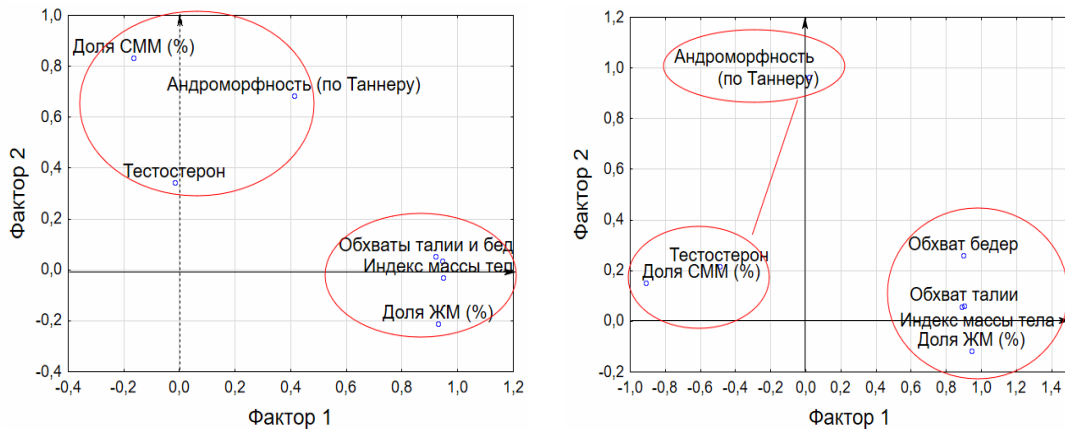 1,0
Доля СММ (%)
0,8
Андроморфность (по Таннеру)
0,6
0,4
Тестостерон
0,2
Обхваты талии и бед
0,0
Индекс массы тел
Доля ЖМ (%)
-0,2
-0,4
Фактор 2
-0,4 -0,2 0,0 0,2 0,4 0,6 0,8 1,0 1,2
Фактор 1
1,2
Андроморфность
(по Таннеру)
1,0
0,8
0,6
0,4
Обхват бедер
Тестостерон
Доля СММ (%)
0,2
Обхват талии
Индекс массы тела
0,0
Доля ЖМ (%)
-0,2
Фактор 2
-1,0 -0,8 -0,6 -0,4 -0,2 0,0 0,2 0,4 0,6 0,8 1,0 1,2 1,4
Фактор 1